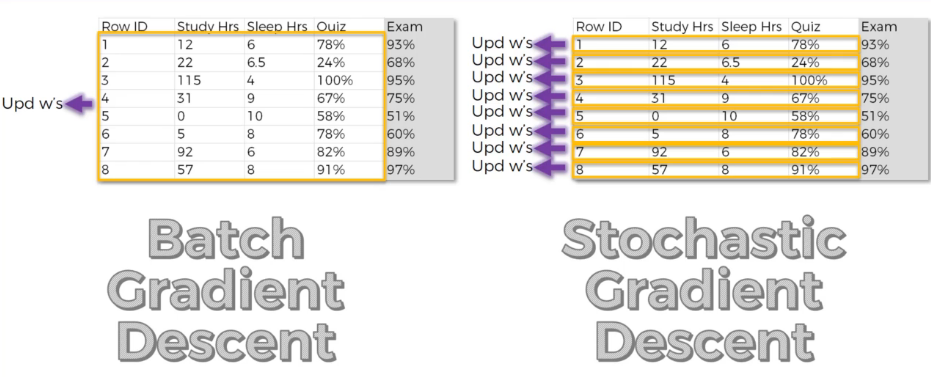 Row ID Study Hrs Sleep Hrs Quiz Exam
1 12 6 78% 93%
2 22 6.5 24% 68%
3 115 4 100% 95%
4 31 9 67% 75%
5 0 10 58% 51%
6 5 8 78% 60%
7 92 6 82% 89%
8 57 8 91% 97%
Upd w's
Batch
Gradient
Descent
Row ID Study Hrs Sleep Hrs Quiz Exam
Upd w's 1 12 6 78% 93%
Upd w's 2 22 6.5 24% 68%
Upd w's 3 115 4 100% 95%
Upd w's 4 31 9 67% 75%
Upd w's 5 0 10 58% 51%
Upd w's 6 5 8 78% 60%
Upd w's 7 92 6 82% 89%
Upd w's 8 57 8 91% 97%
Stochastic
Gradient
Descent